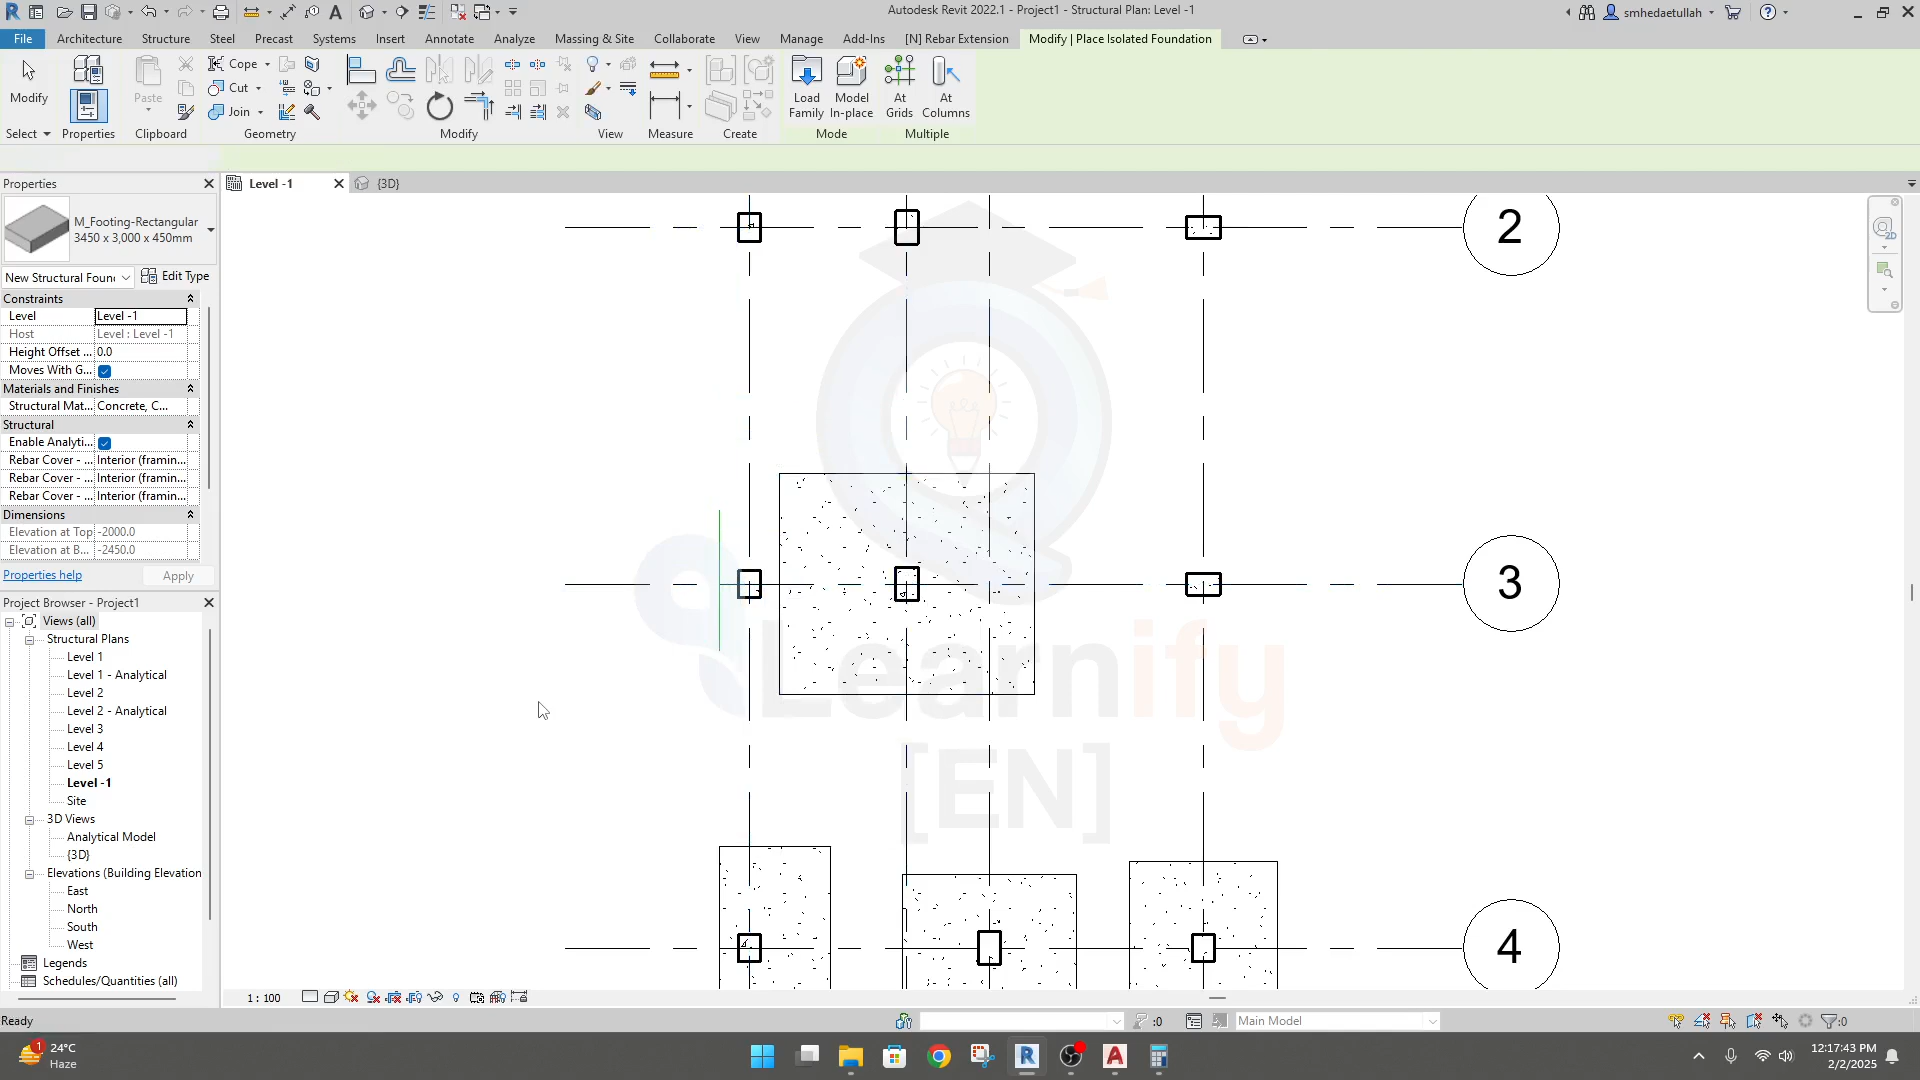 Autodesk Revit 2022.1 - Project1 - Structural Plan: Level -1
smhedaetullah
File Architecture Structure Steel Precast Systems Insert Annotate Analyze Massing & Site Collaborate View Manage Add-Ins [N] Rebar Extension Modify | Place Isolated Foundation
Modify
Properties
Paste
Cope
Cut
Join
Load Family
Model In-place
At Grids
At Columns
Select Properties Clipboard Geometry Modify View Measure Create Mode Multiple
Properties
Level -1
{3D}
M_Footing-Rectangular
3450 x 3,000 x 450mm
New Structural Foun
Edit Type
Constraints
Level Level -1
Host Level : Level -1
Height Offset ... 0.0
Moves With G...
Materials and Finishes
Structural Mat... Concrete, C...
Structural
Enable Analyti...
Rebar Cover - ... Interior (framin...
Rebar Cover - ... Interior (framin...
Rebar Cover - ... Interior (framin...
Dimensions
Elevation at Top -2000.0
Elevation at B... -2450.0
Properties help
Apply
Project Browser - Project1
Views (all)
Structural Plans
Level 1
Level 1 - Analytical
Level 2
Level 2 - Analytical
Level 3
Level 4
Level 5
Level -1
Site
3D Views
Analytical Model
{3D}
Elevations (Building Elevation
East
North
South
West
Legends
Schedules/Quantities (all)
2
3
4
Learnify
[EN]
1 : 100
Ready
:0
Main Model
:0
1
24°C
Haze
12:17:43 PM
2/2/2025